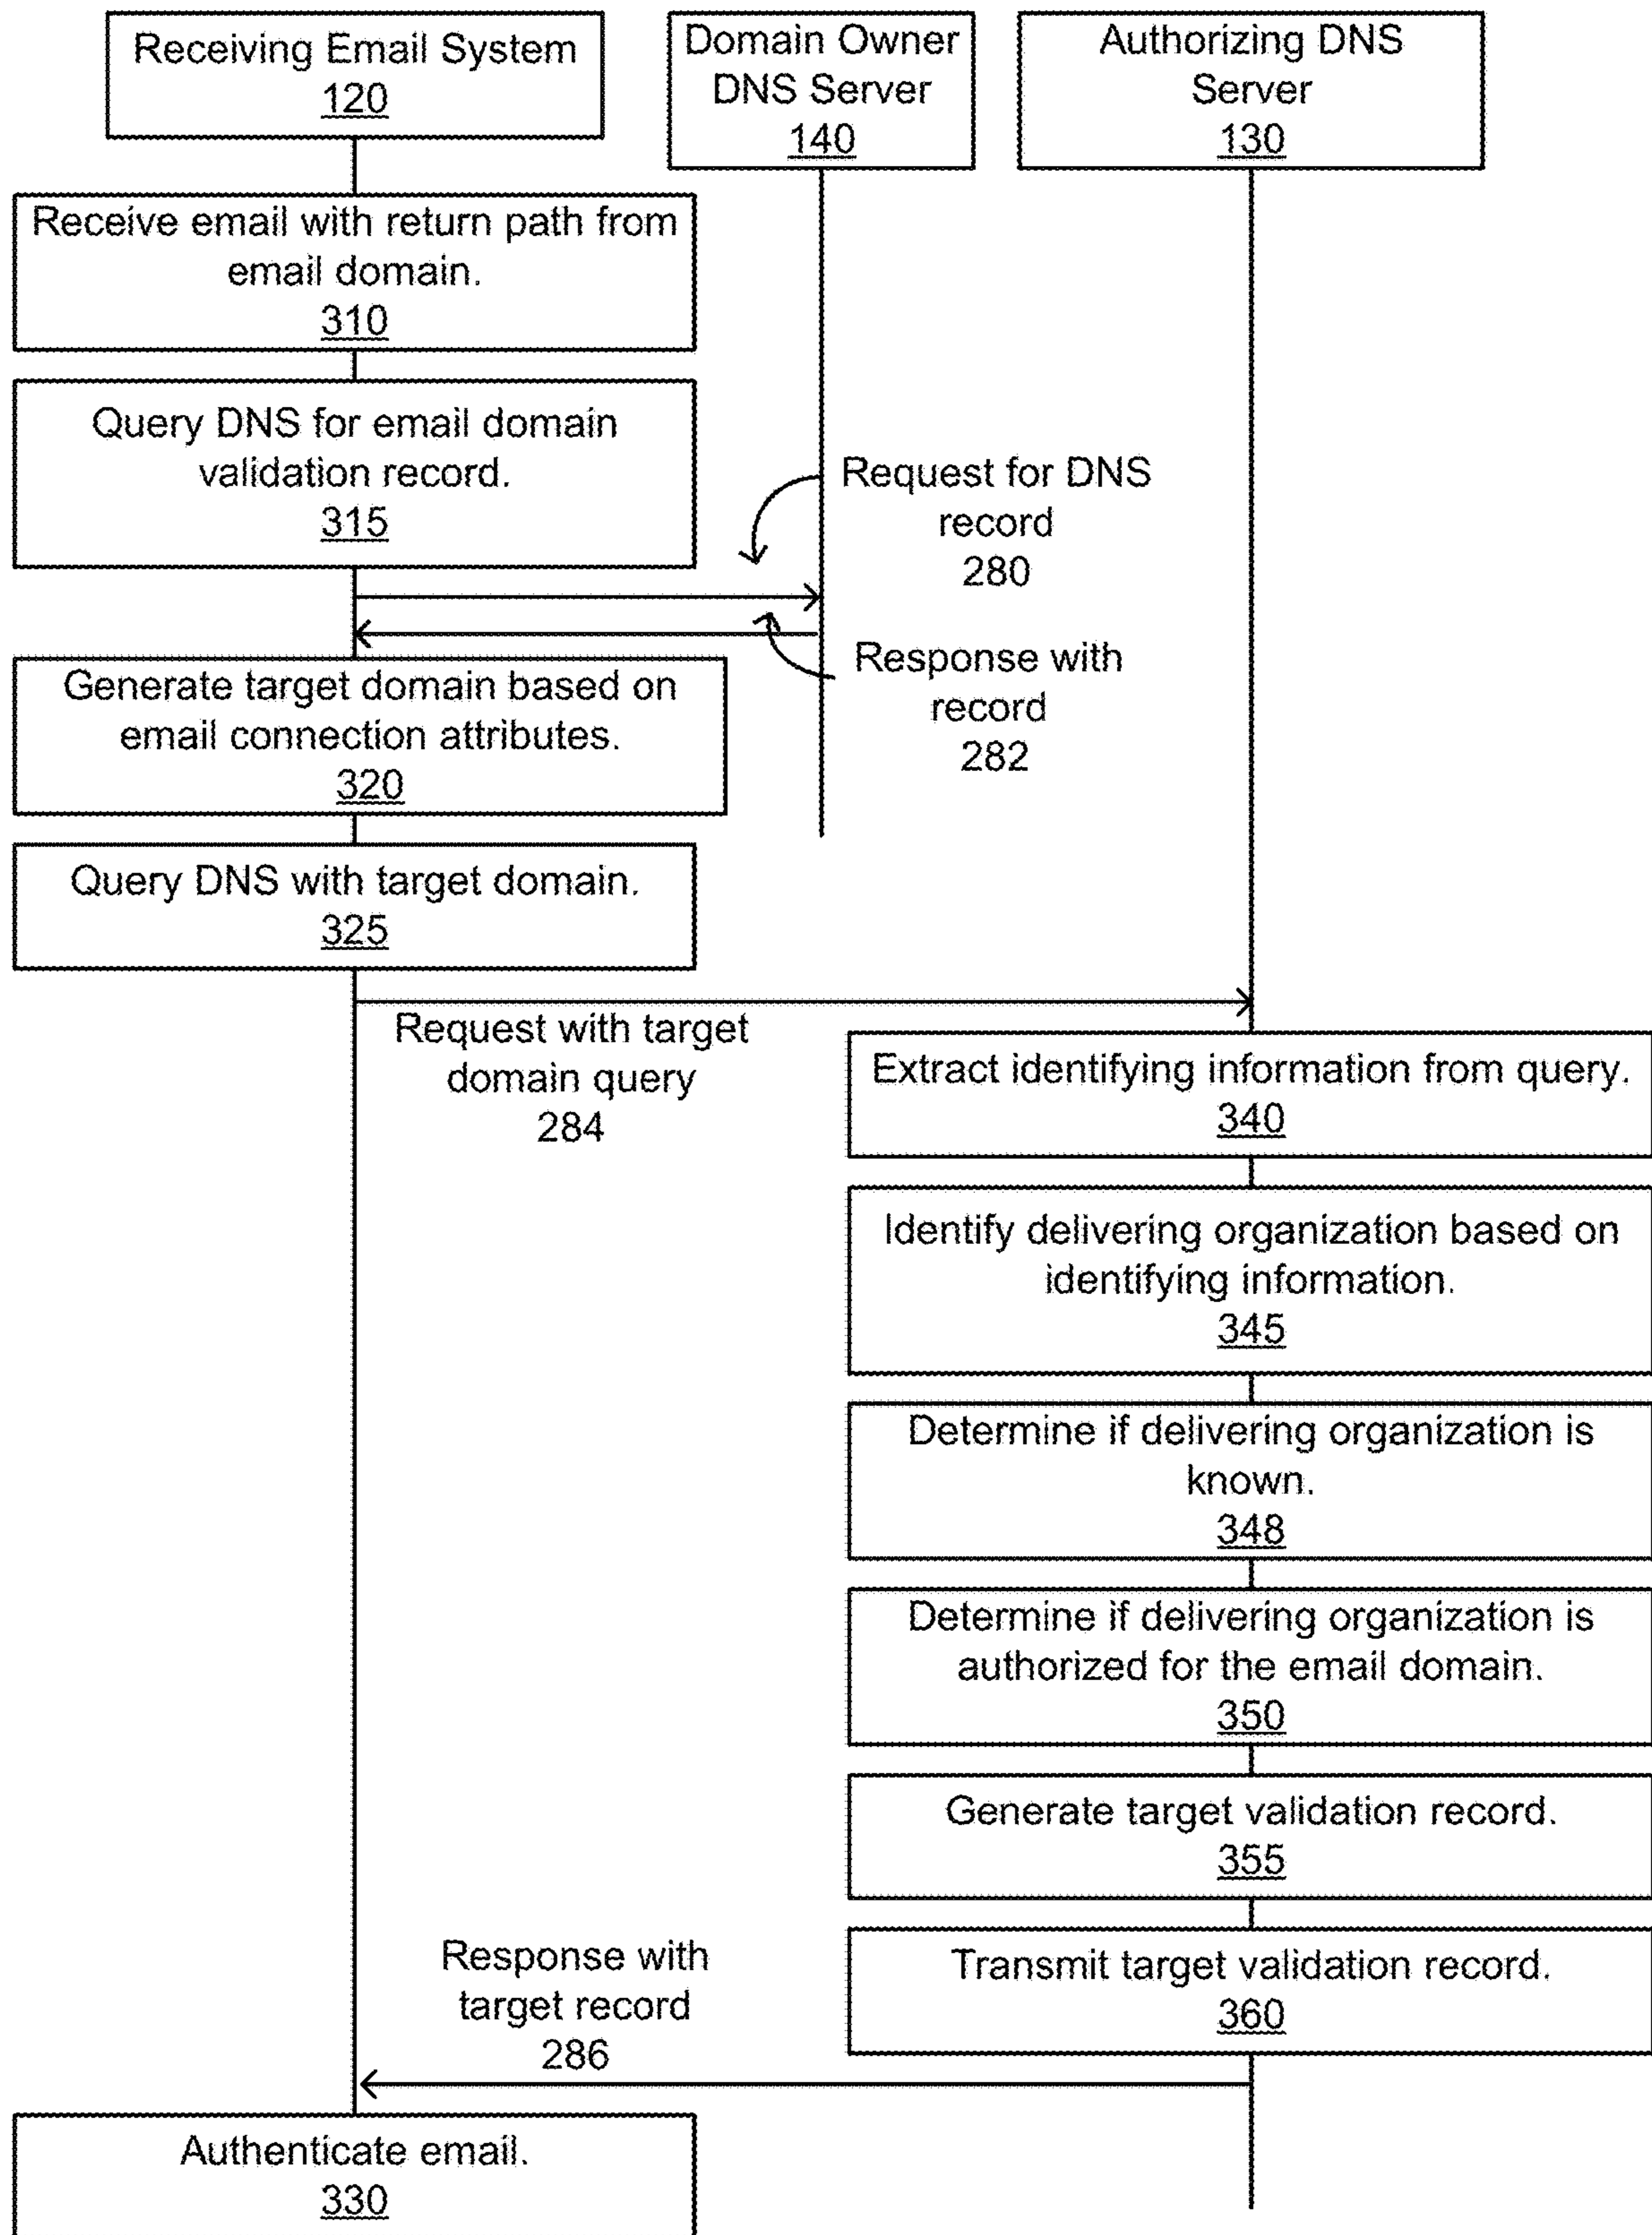 Receiving Email System
120
Domain Owner
DNS Server
140
Authorizing DNS
Server
130
Receive email with return path from
email domain.
310
Query DNS for email domain
validation record.
315
Request for DNS
record
280
Response with
record
282
Generate target domain based on
email connection attributes.
320
Query DNS with target domain.
325
Request with target
domain query
284
Extract identifying information from query.
340
Identify delivering organization based on
identifying information.
345
Determine if delivering organization is
known.
348
Determine if delivering organization is
authorized for the email domain.
350
Generate target validation record.
355
Transmit target validation record.
360
Response with
target record
286
Authenticate email.
330